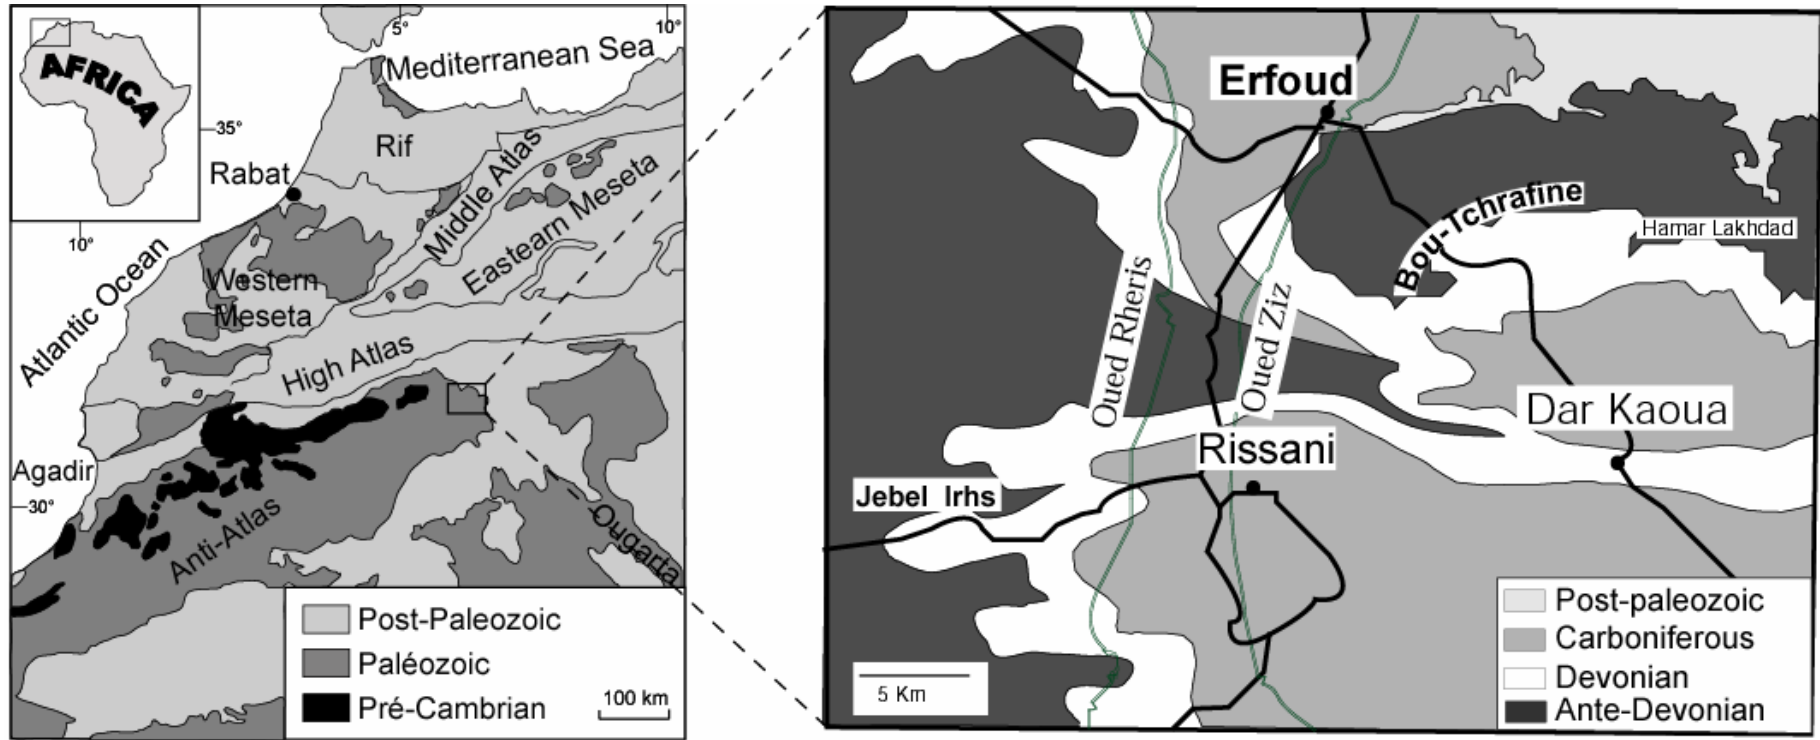 5°
10°
Mediterranean Sea
AFRICA
35°
Rif
Rabat
Middle Atlas
Eastearn Meseta
10°
Atlantic Ocean
Western
Meseta
High Atlas
Agadir
30°
Anti-Atlas
Ougarta
Post-Paleozoic
Paléozoic
Pré-Cambrian
100 km
Erfoud
Bou-Tchrafine
Hamar Lakhdad
Oued Rheris
Oued Ziz
Dar Kaoua
Rissani
Jebel Irhs
5 Km
Post-paleozoic
Carboniferous
Devonian
Ante-Devonian